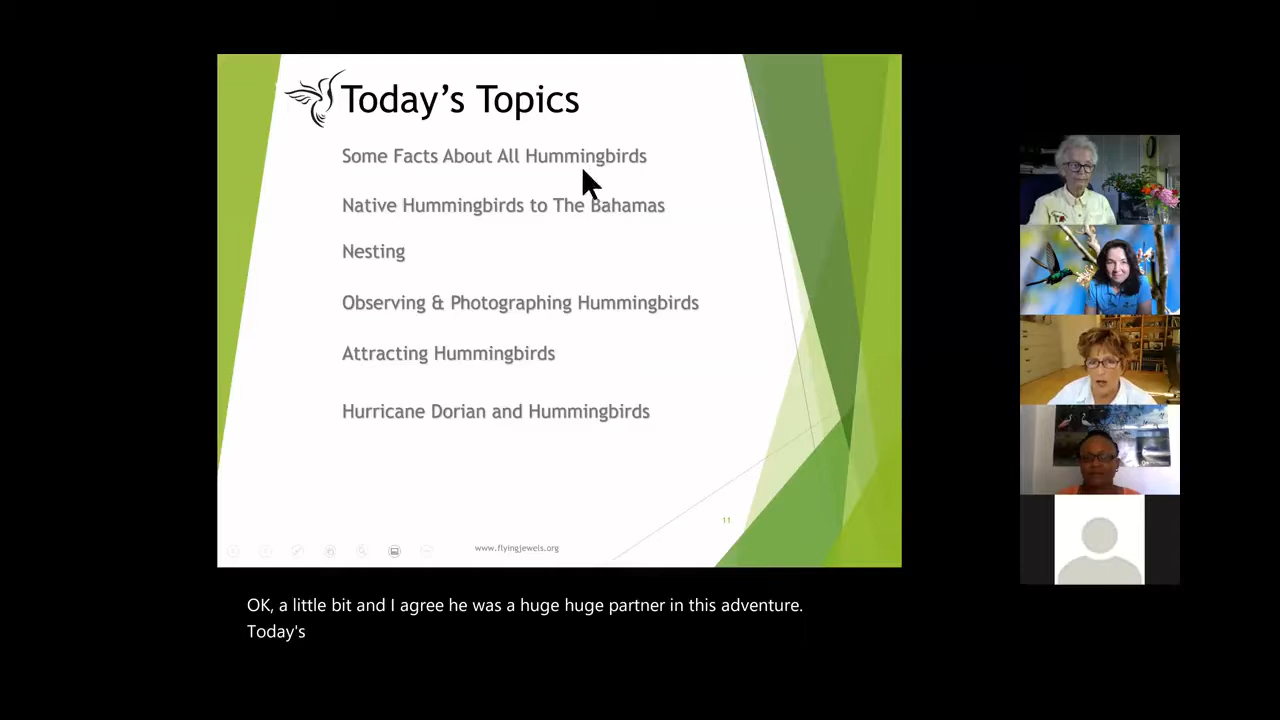 Today's Topics
Some Facts About All Hummingbirds
Native Hummingbirds to The Bahamas
Nesting
Observing & Photographing Hummingbirds
Attracting Hummingbirds
Hurricane Dorian and Hummingbirds
11
www.flyingjewels.org
OK, a little bit and I agree he was a huge huge partner in this adventure.
Today's